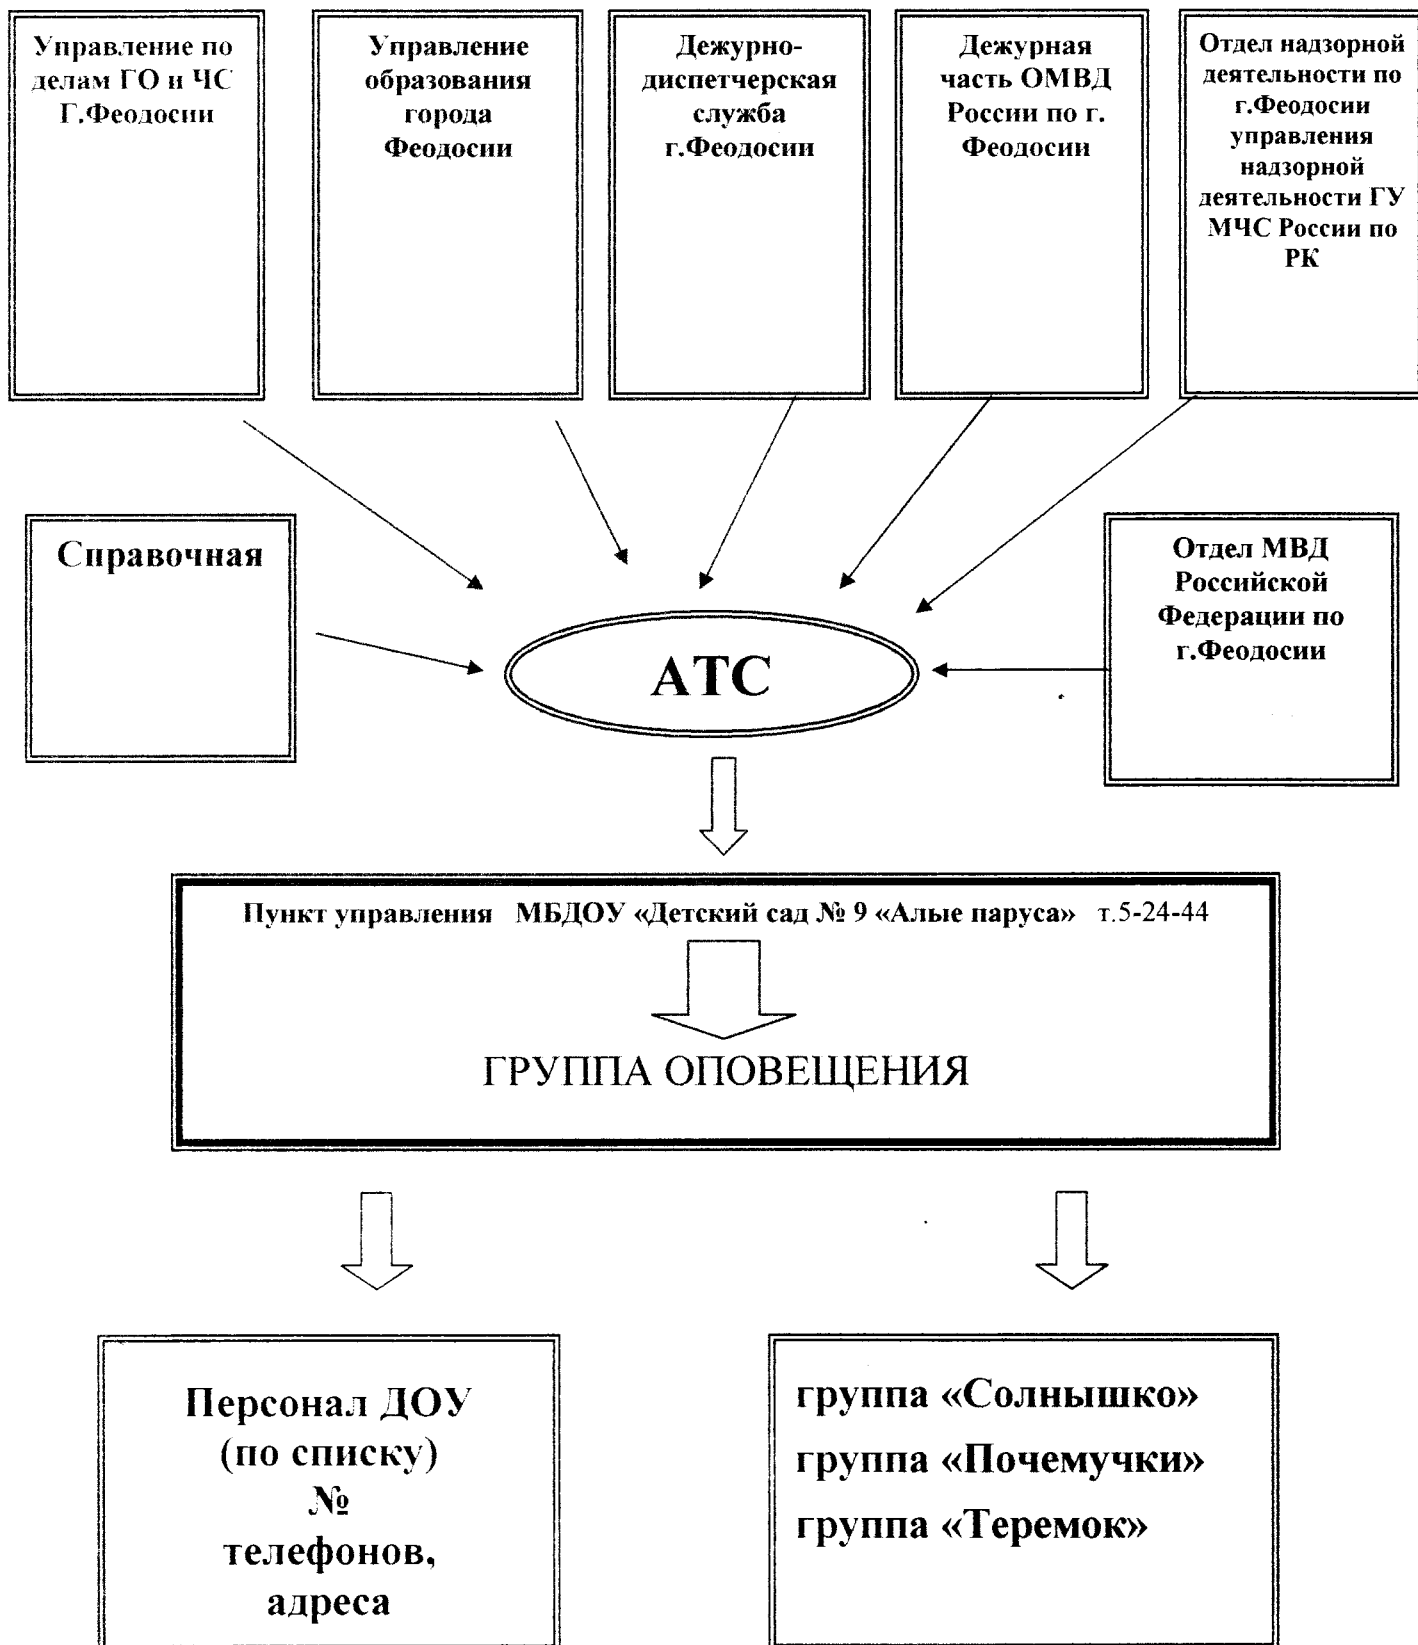 Управление по
делам ГО и ЧС
Г.Феодосии
Управление
образования
города
Феодосии
Дежурно-
диспетчерская
служба
г.Феодосии
Дежурная
часть ОМВД
России по г.
Феодосии
Отдел надзорной
деятельности по
г.Феодосии
управления
надзорной
деятельности ГУ
МЧС России по
РК
Справочная
Отдел МВД
Российской
Федерации по
г.Феодосии
АТС
Пункт управления МБДОУ «Детский сад № 9 «Алые паруса» т.5-24-44
ГРУППА ОПОВЕЩЕНИЯ
Персонал ДОУ
(по списку)
№
телефонов,
адреса
группа «Солнышко»
группа «Почемучки»
группа «Теремок»